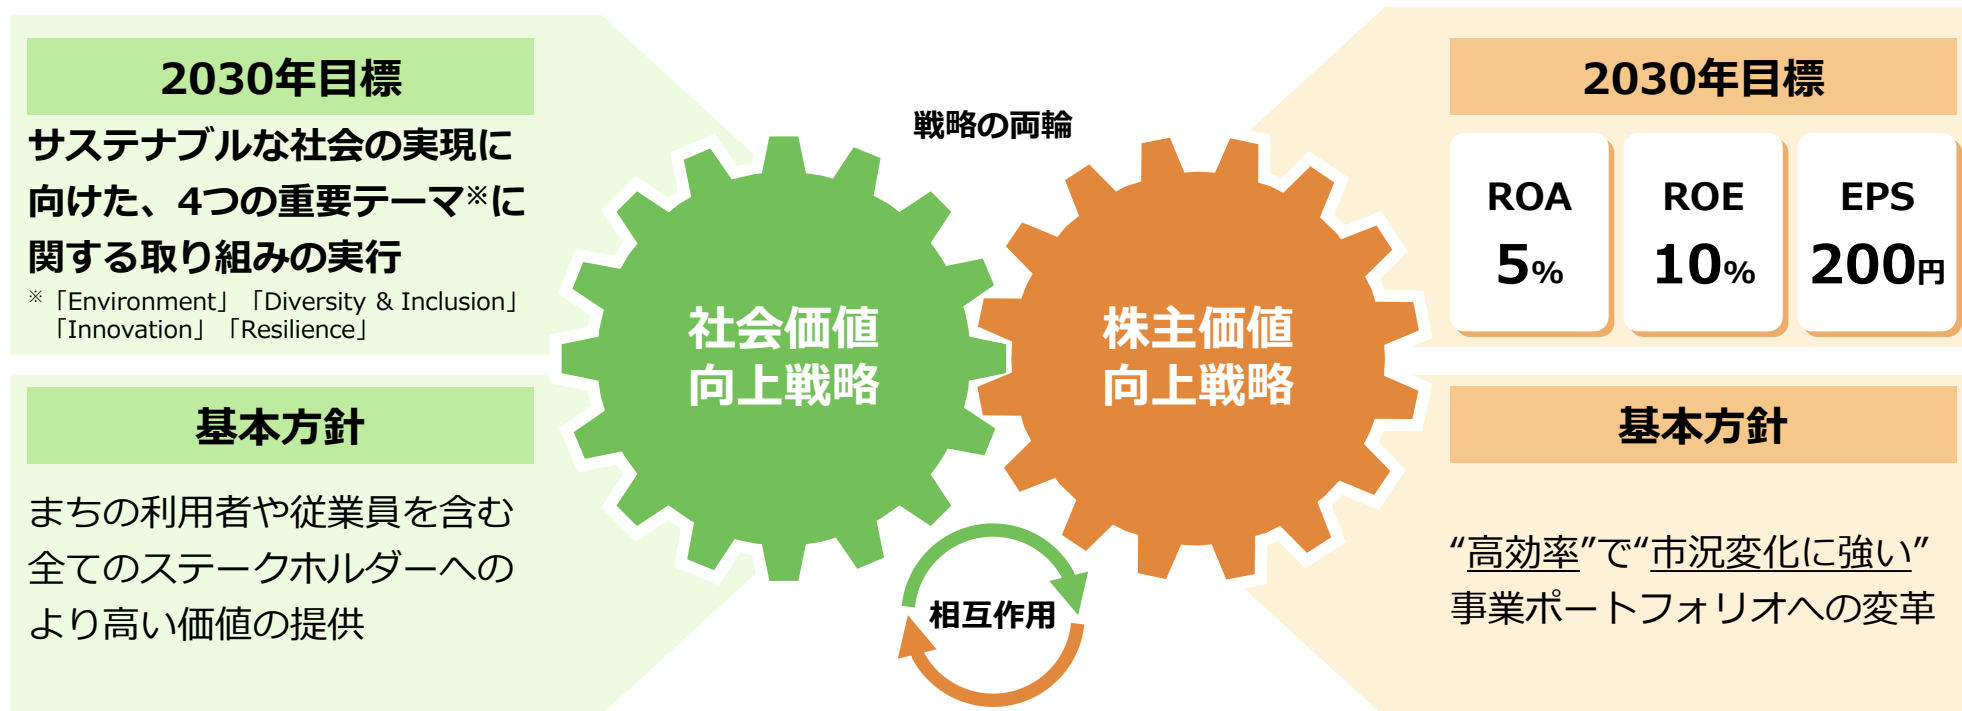 2030年目標
サステナブルな社会の実現に
向けた、4つの重要テーマ※に
関する取り組みの実行
※「Environment」「Diversity & Inclusion」
「Innovation」「Resilience」
基本方針
まちの利用者や従業員を含む
全てのステークホルダーへの
より高い価値の提供
戦略の両輪
社会価値
向上戦略
株主価値
向上戦略
相互作用
2030年目標
ROA
5%
ROE
10%
EPS
200円
基本方針
“高効率”で“市況変化に強い”
事業ポートフォリオへの変革